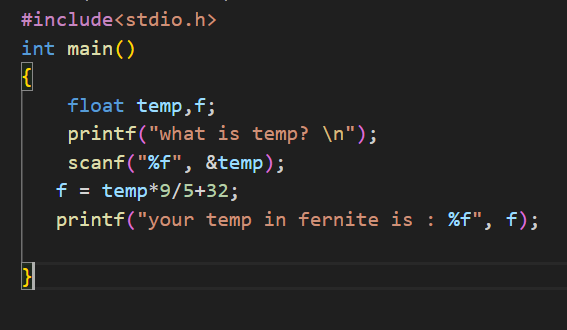 #include<stdio.h>
int main()
{
float temp,f;
printf("what is temp? \n");
scanf("%f", &temp);
f = temp*9/5+32;
printf("your temp in fernite is : %f", f);
}